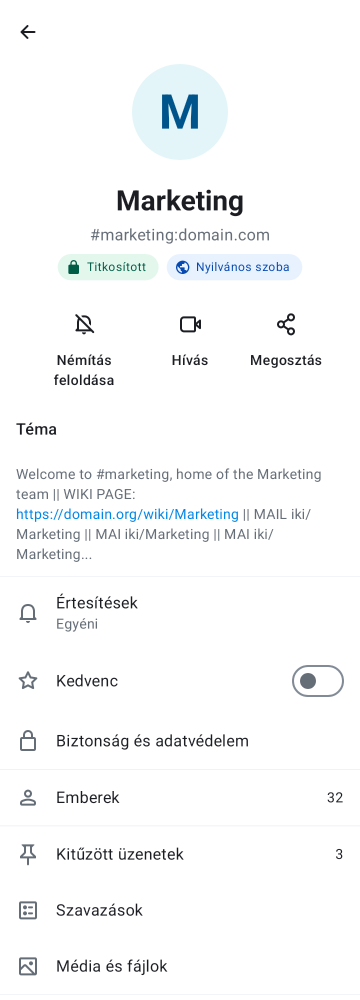 M
Marketing
#marketing:domain.com
Titkosított
Nyilvános szoba
Némítás
feloldása
Hívás
Megosztás
Téma
Welcome to #marketing, home of the Marketing
team || WIKI PAGE:
https://domain.org/wiki/Marketing || MAIL iki/
Marketing || MAI iki/Marketing || MAI iki/
Marketing...
Értesítések
Egyéni
Kedvenc
Biztonság és adatvédelem
Emberek 32
Kitűzött üzenetek 3
Szavazások
Média és fájlok